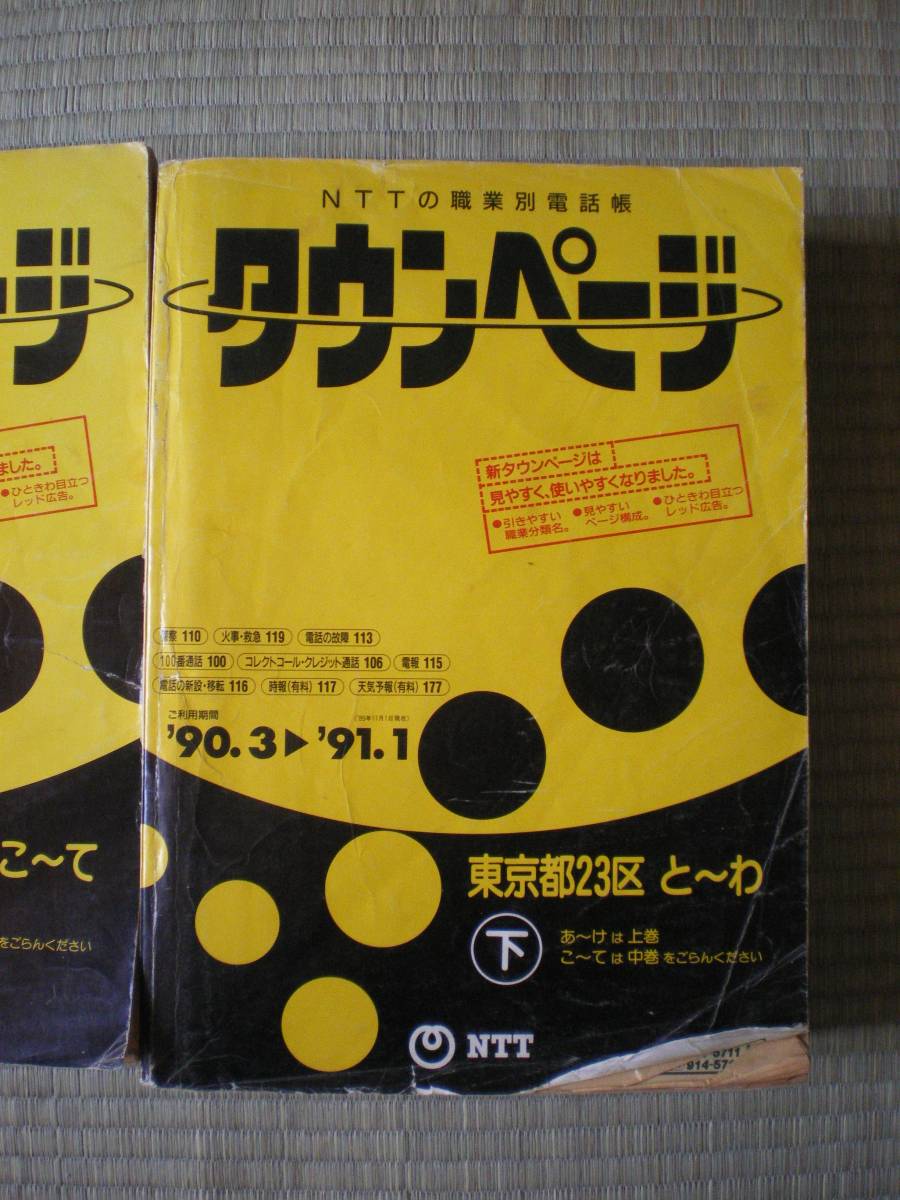 NTTの職業別電話帳
タウンページ
新タウンページは
見やすく、使いやすくなりました。
●引きやすい
職業分類名。
●見やすい
ページ構成。
●ひときわ目立つ
レッド広告。
警察 110
火事・救急 119
電話の故障 113
100番通話 100
コレクトコール・クレジット通話 106
電報 115
電話の新設・移転 116
時報(有料) 117
天気予報(有料) 177
ご利用期間
'90.3▶'91.1
東京都23区 と〜わ
下
あ〜けは上巻
こ〜ては中巻をごらんください
NTT
5711
ージ
ました。
●ひときわ目立つ
レッド広告。
こ〜て
をごらんください